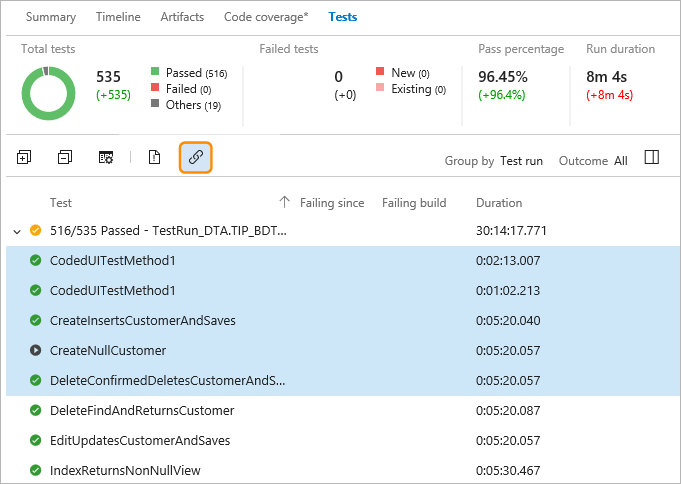 Summary Timeline Artifacts Code coverage* Tests
Total tests Failed tests Pass percentage Run duration
535 Passed (516) 0 New (0) 96.45% 8m 4s
(+535) Failed (0) (+0) Existing (0) (+96.4%) (+8m 4s)
Others (19)
Group by Test run Outcome All
Test Failing since Failing build Duration
516/535 Passed - TestRun_DTA.TIP_BDT... 30:14:17.771
CodedUITestMethod1 0:02:13.007
CodedUITestMethod1 0:01:02.213
CreateInsertsCustomerAndSaves 0:05:20.040
CreateNullCustomer 0:05:20.057
DeleteConfirmedDeletesCustomerAndS... 0:05:20.057
DeleteFindAndReturnsCustomer 0:05:20.087
EditUpdatesCustomerAndSaves 0:05:20.057
IndexReturnsNonNullView 0:05:30.467